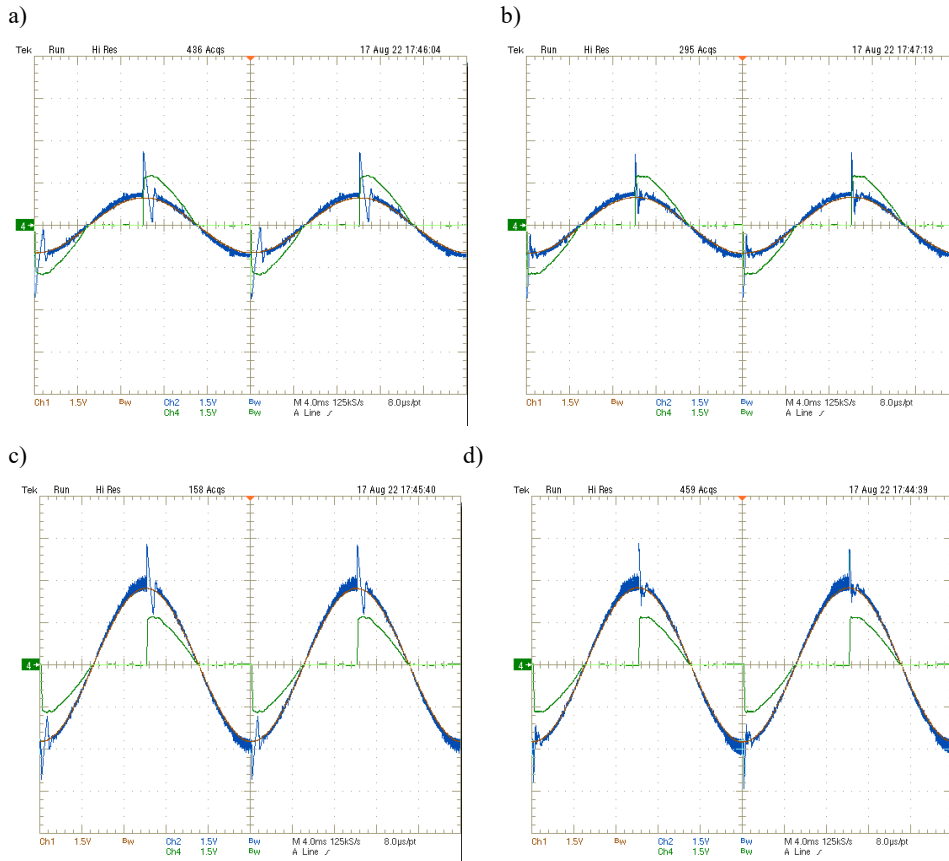 a)
b)
Tek Run Hi Res 436 Acqs 17 Aug 22 17:46:04
Tek Run Hi Res 295 Acqs 17 Aug 22 17:47:13
4
4
Ch1 1.5V Bw Ch2 1.5V Bw M 4.0ms 125kS/s 8.0µs/pt
Ch4 1.5V Bw A Line
Ch1 1.5V Bw Ch2 1.5V Bw M 4.0ms 125kS/s 8.0µs/pt
Ch4 1.5V Bw A Line
c)
d)
Tek Run Hi Res 158 Acqs 17 Aug 22 17:45:40
Tek Run Hi Res 459 Acqs 17 Aug 22 17:44:39
4
4
Ch1 1.5V Bw Ch2 1.5V Bw M 4.0ms 125kS/s 8.0µs/pt
Ch4 1.5V Bw A Line
Ch1 1.5V Bw Ch2 1.5V Bw M 4.0ms 125kS/s 8.0µs/pt
Ch4 1.5V Bw A Line